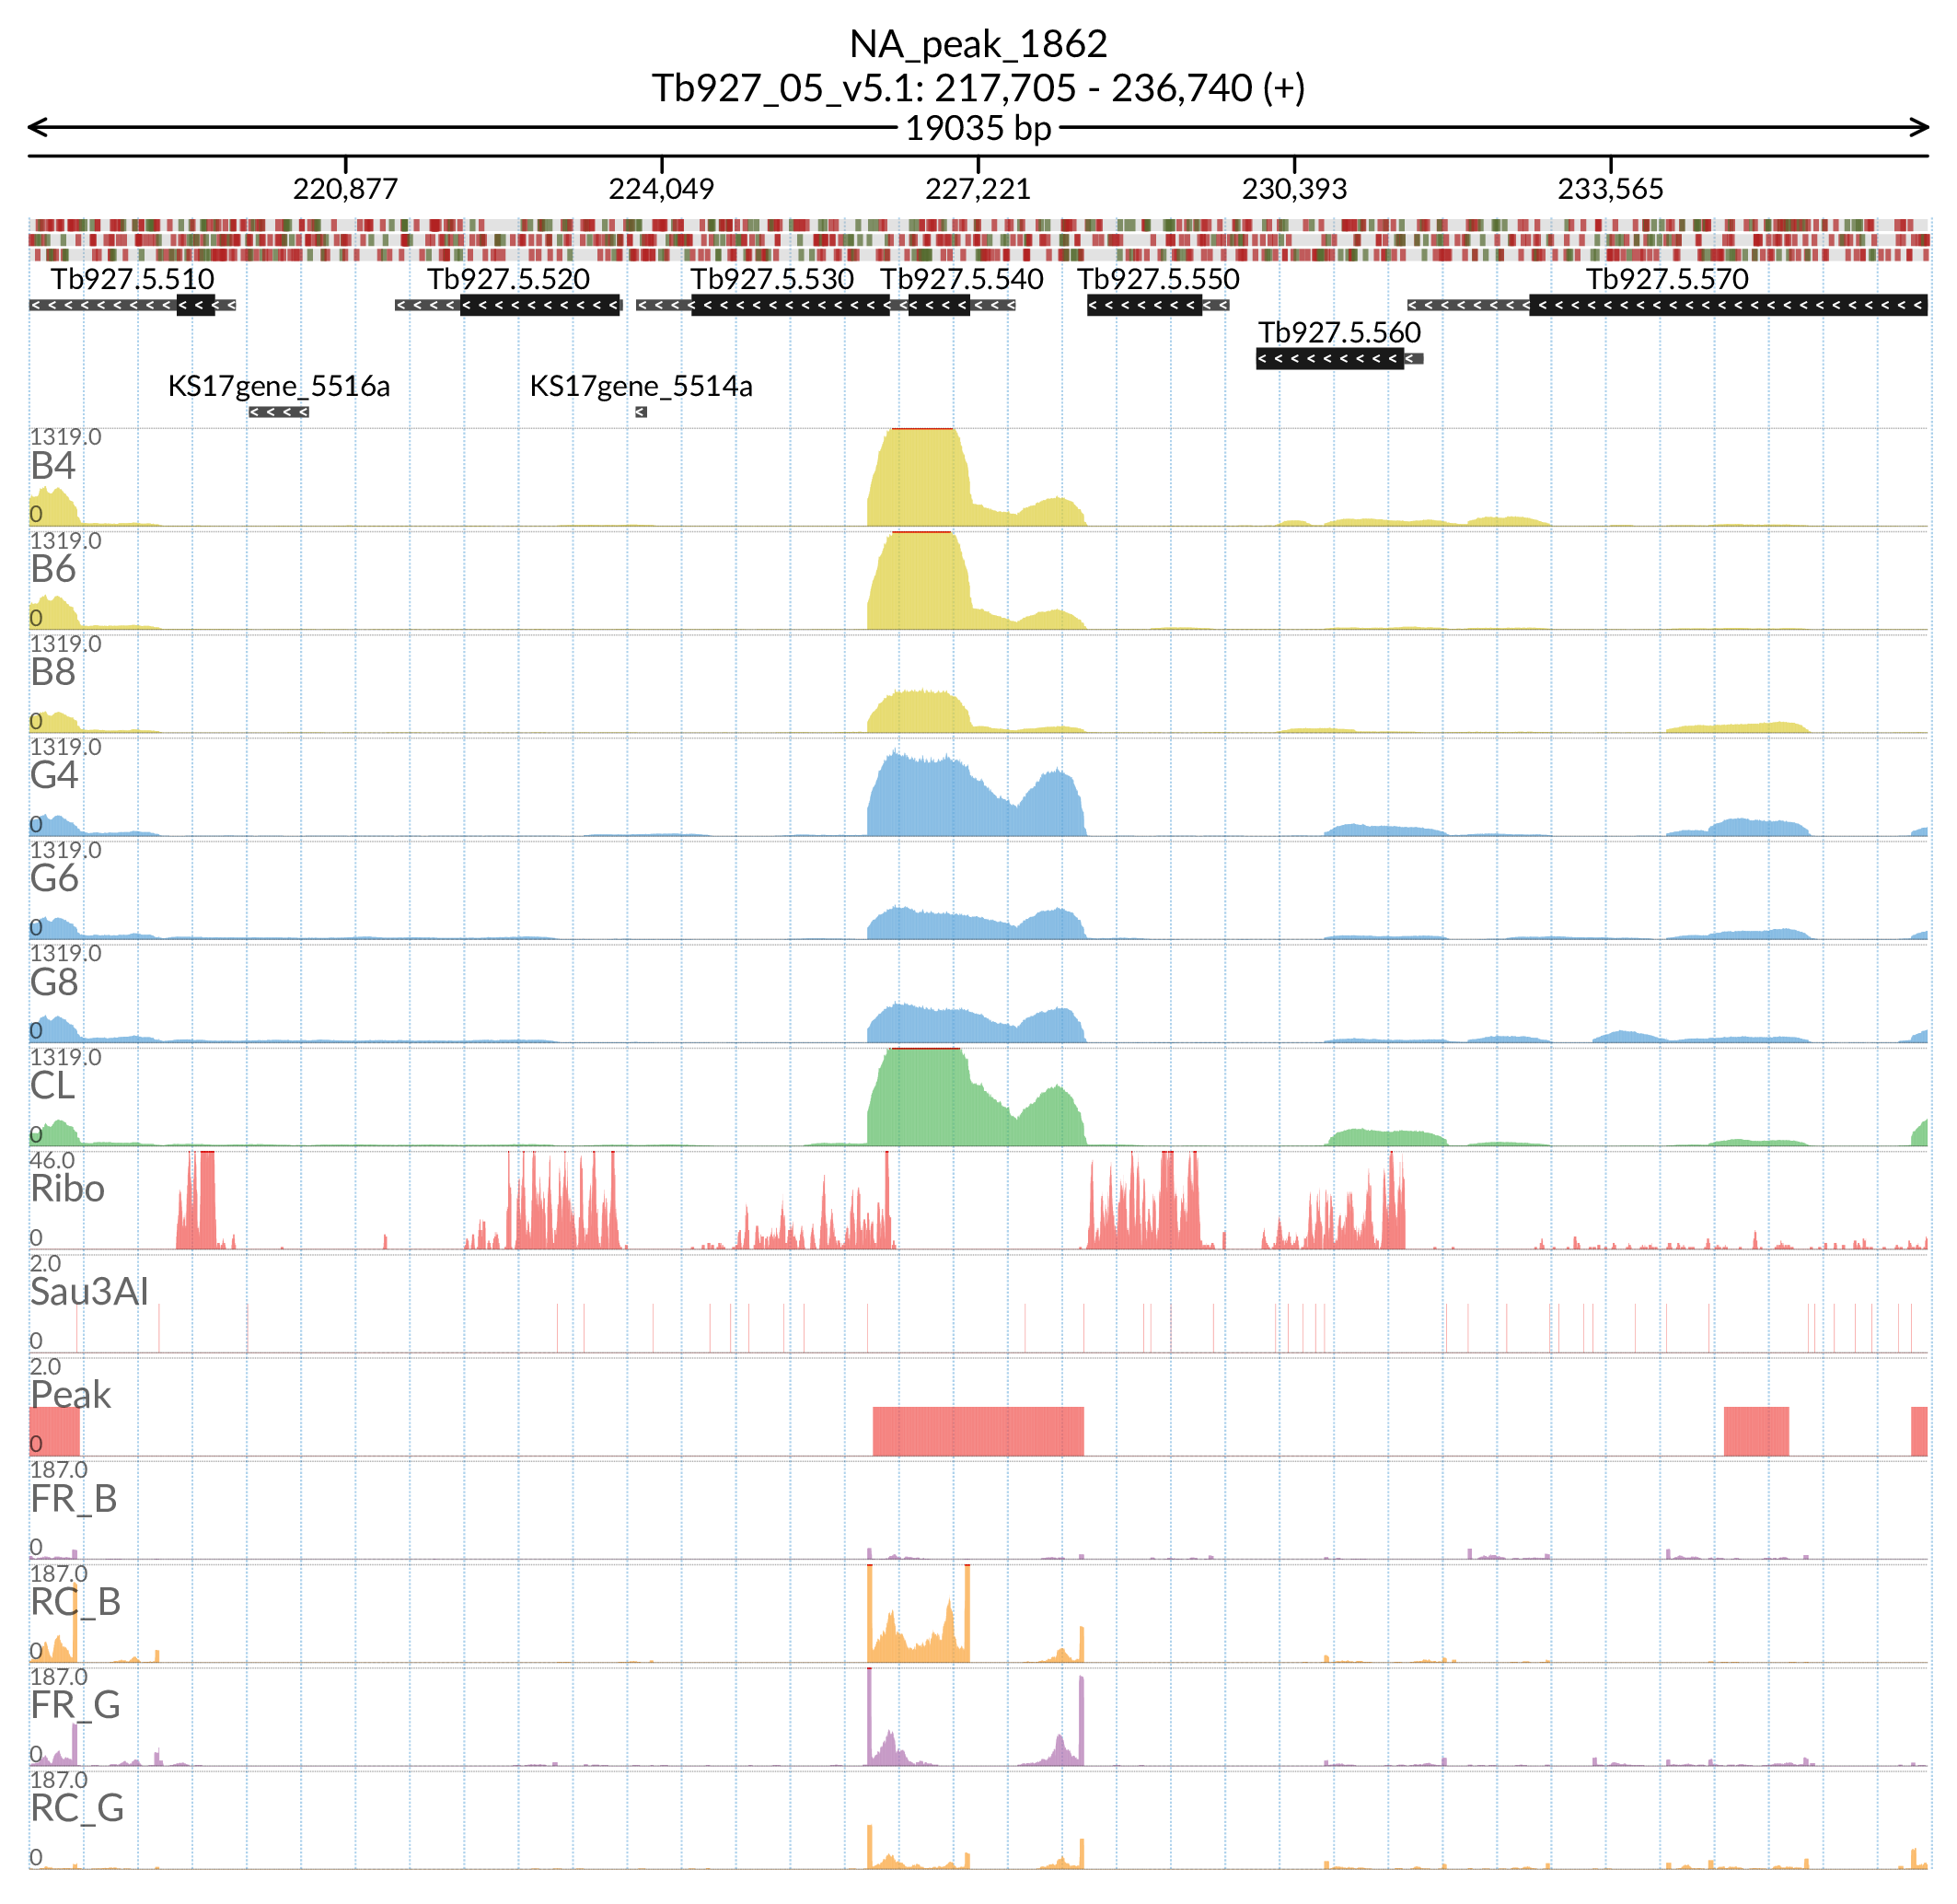 NA_peak_1862
Tb927_05_v5.1: 217,705 - 236,740 (+)
19035 bp
220,877 224,049 227,221 230,393 233,565
Tb927.5.510 Tb927.5.520 Tb927.5.530 Tb927.5.540 Tb927.5.550 Tb927.5.570
Tb927.5.560
KS17gene_5516a KS17gene_5514a
1319.0
B4
0
1319.0
B6
0
1319.0
B8
0
1319.0
G4
0
1319.0
G6
0
1319.0
G8
0
1319.0
CL
0
46.0
Ribo
0
2.0
Sau3AI
0
2.0
Peak
0
187.0
FR_B
0
187.0
RC_B
0
187.0
FR_G
0
187.0
RC_G
0